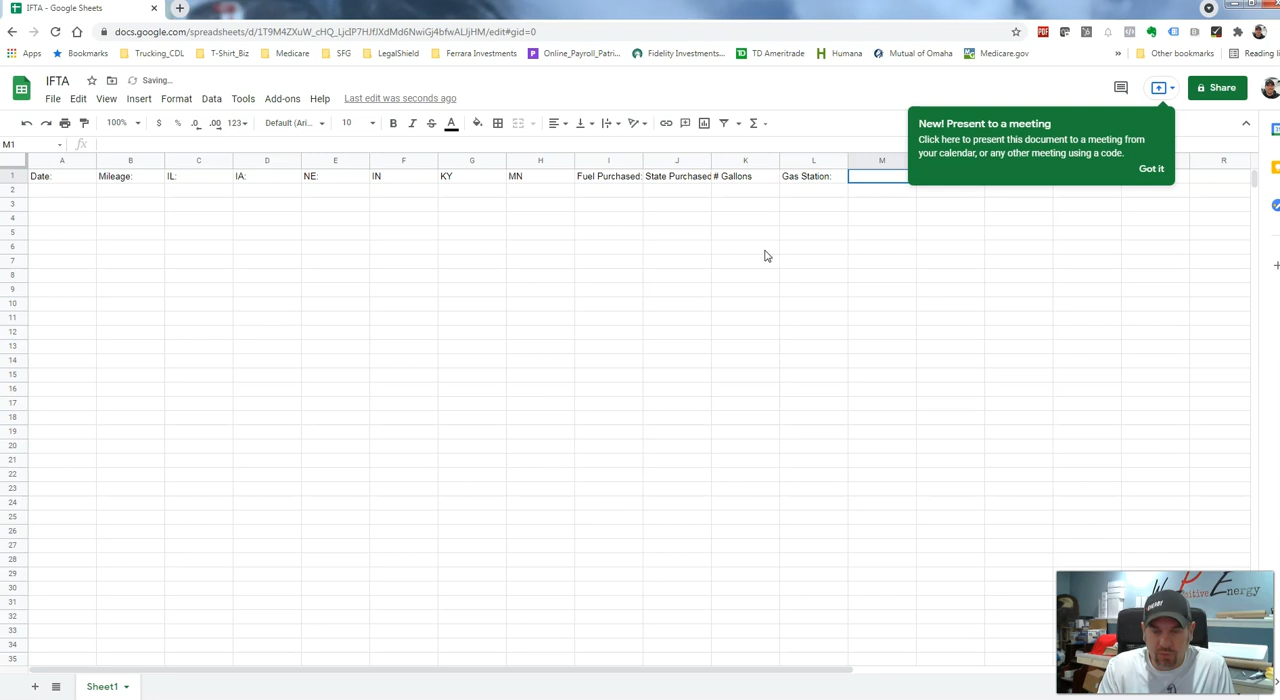 IFTA - Google Sheets
docs.google.com/spreadsheets/d/1T9M4ZXuW_cHQ_LjcIP7HJfJXdMd6NwiGj4bfwALJjHM/edit#gid=0
Apps Bookmarks Trucking_CDL T-Shirt_Biz Medicare SFG LegalShield Ferrara Investments Online_Payroll_Patri... Fidelity Investments... TD Ameritrade Humana Mutual of Omaha Medicare.gov » Other bookmarks Reading li
IFTA Saving...
File Edit View Insert Format Data Tools Add-ons Help Last edit was seconds ago
Share
100% $ % .0 .00 123 Default (Ari... 10 B I S A
New! Present to a meeting
Click here to present this document to a meeting from
your calendar, or any other meeting using a code.
Got it
M1 fx
A B C D E F G H I J K L M R
1 Date: Mileage: IL: IA: NE: IN KY MN Fuel Purchased: State Purchased # Gallons Gas Station:
2
3
4
5
6
7
8
9
10
11
12
13
14
15
16
17
18
19
20
21
22
23
24
25
26
27
28
29
30
31
32
33
34
35
Sheet1